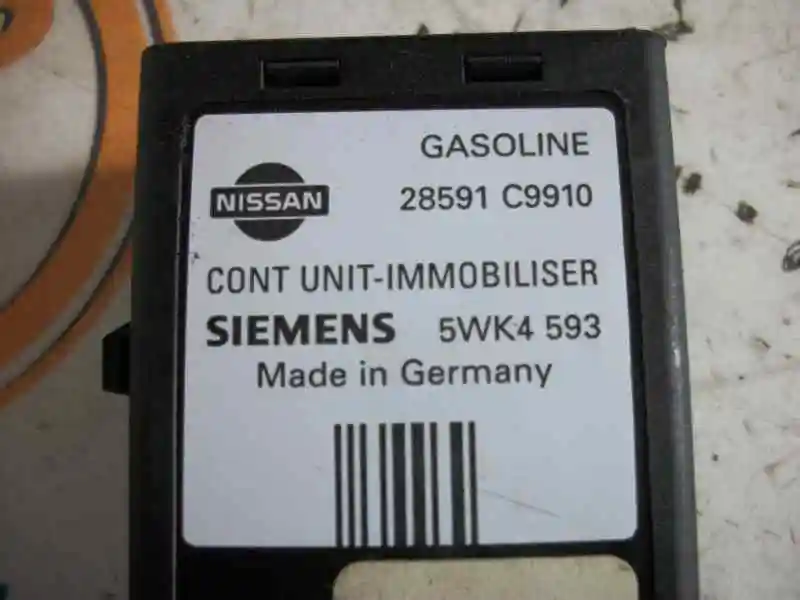 GASOLINE
NISSAN
28591 C9910
CONT UNIT-IMMOBILISER
SIEMENS 5WK4 593
Made in Germany